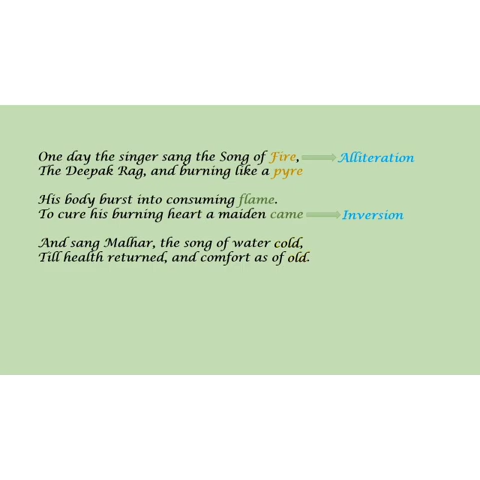 One day the singer sang the Song of Fire, Alliteration
The Deepak Rag, and burning like a pyre
His body burst into consuming flame.
To cure his burning heart a maiden came Inversion
And sang Malhar, the song of water cold,
Till health returned, and comfort as of old.